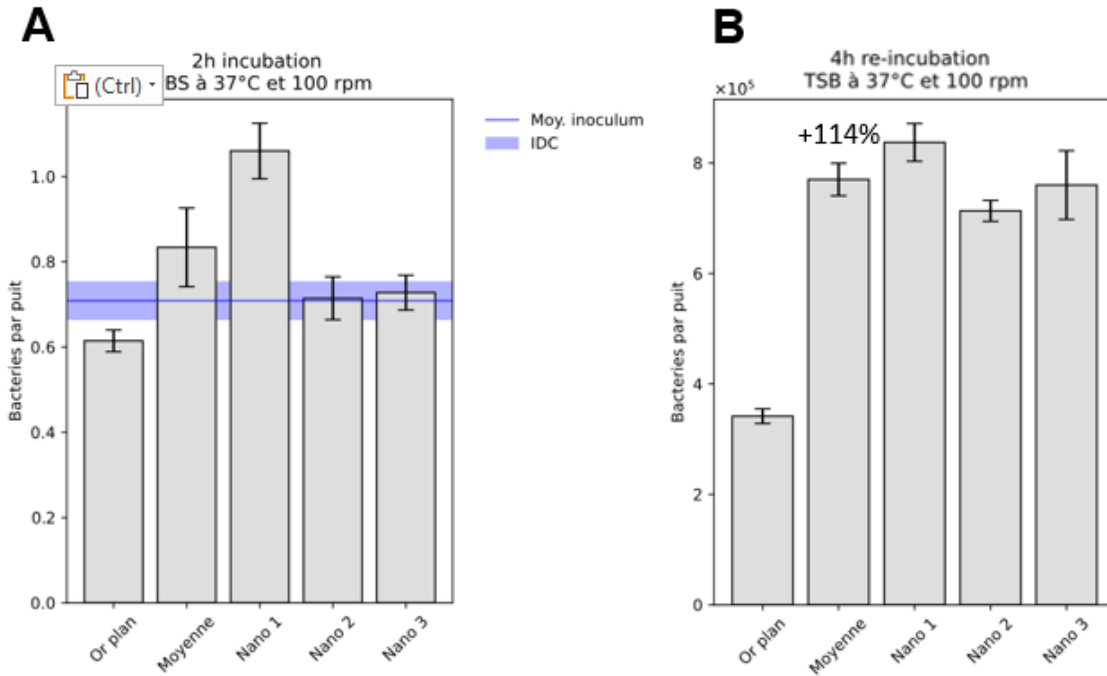 A
2h incubation
BS à 37°C et 100 rpm
(Ctrl)
Bacteries par puit
1.0
0.8
0.6
0.4
0.2
0.0
Or plan
Moyenne
Nano 1
Nano 2
Nano 3
Moy. inoculum
IDC
B
4h re-incubation
TSB à 37°C et 100 rpm
×10⁵
+114%
Bacteries par puit
8
6
4
2
0
Or plan
Moyenne
Nano 1
Nano 2
Nano 3